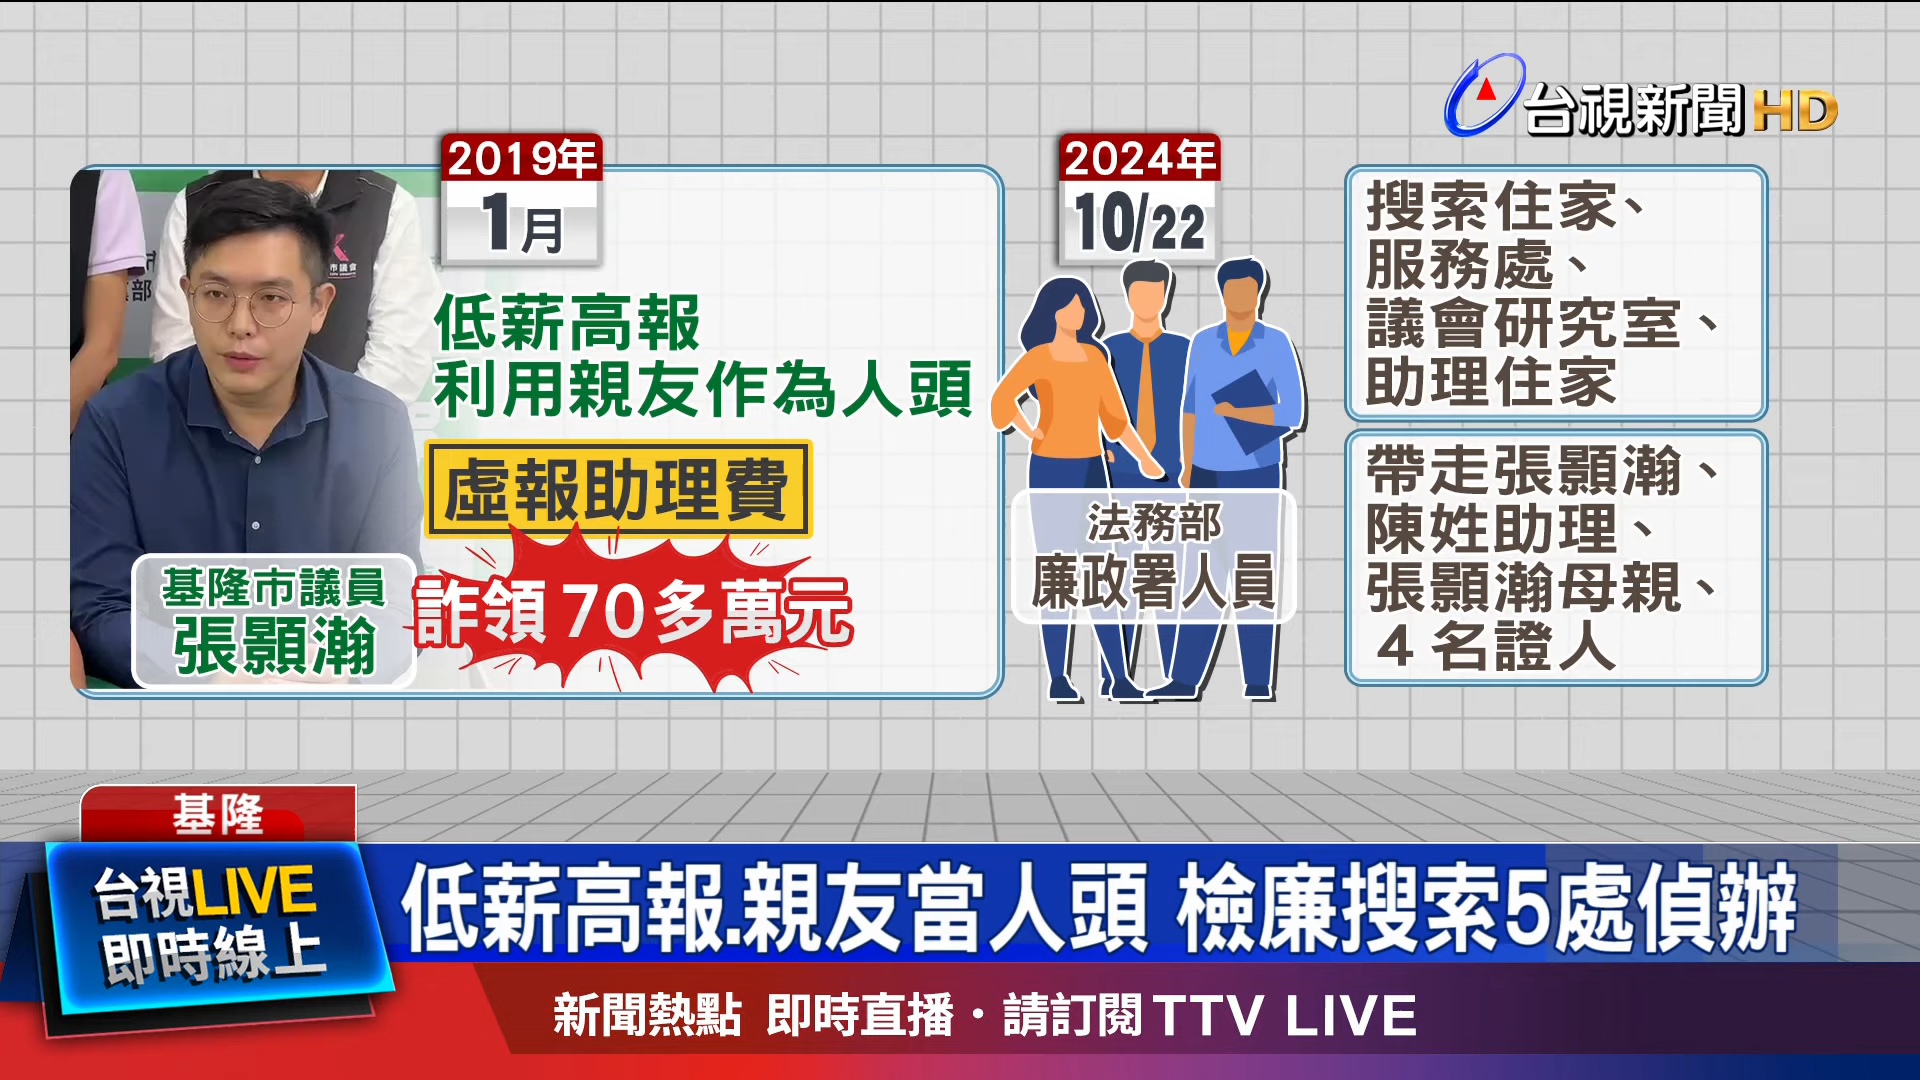 台視新聞HD
2019年
1月
低薪高報
利用親友作為人頭
虛報助理費
詐領70多萬元
基隆市議員
張顥瀚
市議會
2024年
10/22
法務部
廉政署人員
搜索住家、
服務處、
議會研究室、
助理住家
帶走張顥瀚、
陳姓助理、
張顥瀚母親、
4名證人
基隆
台視LIVE
即時線上
低薪高報.親友當人頭 檢廉搜索5處偵辦
新聞熱點 即時直播・請訂閱TTV LIVE